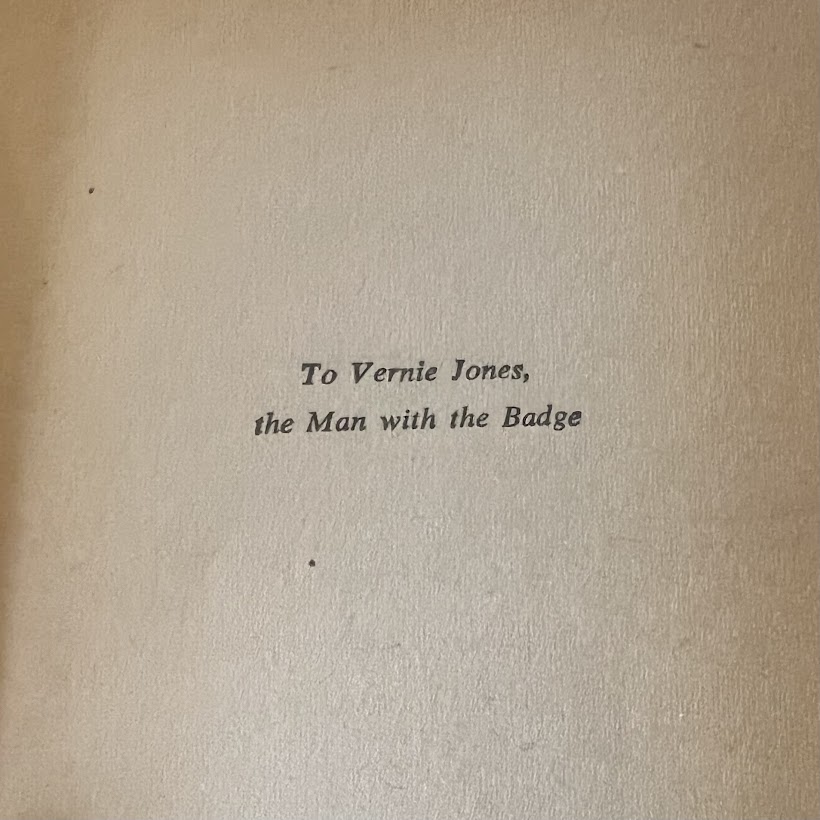 To Vernie Jones,
the Man with the Badge